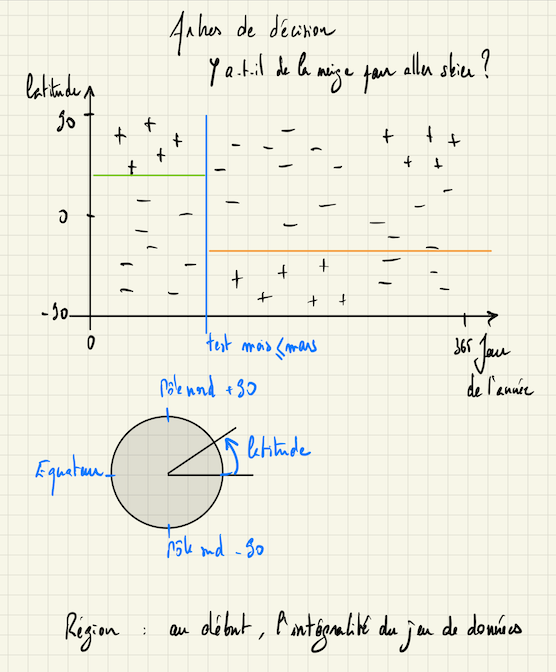 Arbres de décision
Y a-t-il de la neige pour aller skier ?
latitude
90
0
-90
0
test mois ⩽ mars
365
Jour
de l'année
Pôle nord +90
latitude
Equateur
Pôle sud -90
Région : au début, l'intégralité du jeu de données